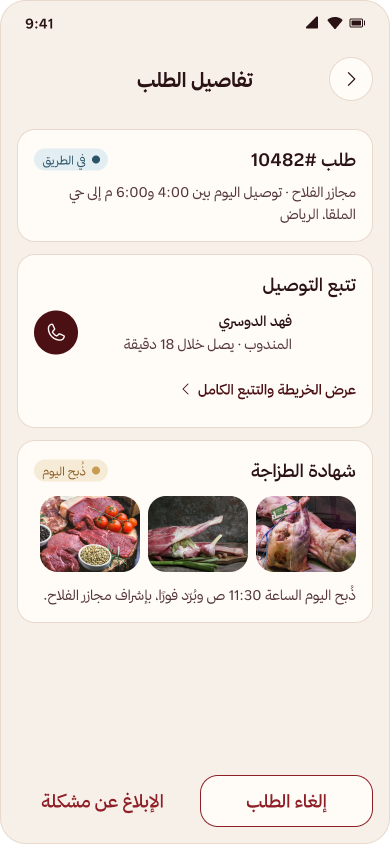 9:41
تفاصيل الطلب
طلب #10482
في الطريق
مجازر الفلاح · توصيل اليوم بين 4:00 و6:00 م إلى حي
الملقا، الرياض
تتبع التوصيل
فهد الدوسري
المندوب · يصل خلال 18 دقيقة
عرض الخريطة والتتبع الكامل
شهادة الطزاجة
ذُبح اليوم
ذُبح اليوم الساعة 11:30 ص وبُرّد فورًا، بإشراف مجازر الفلاح.
إلغاء الطلب
الإبلاغ عن مشكلة